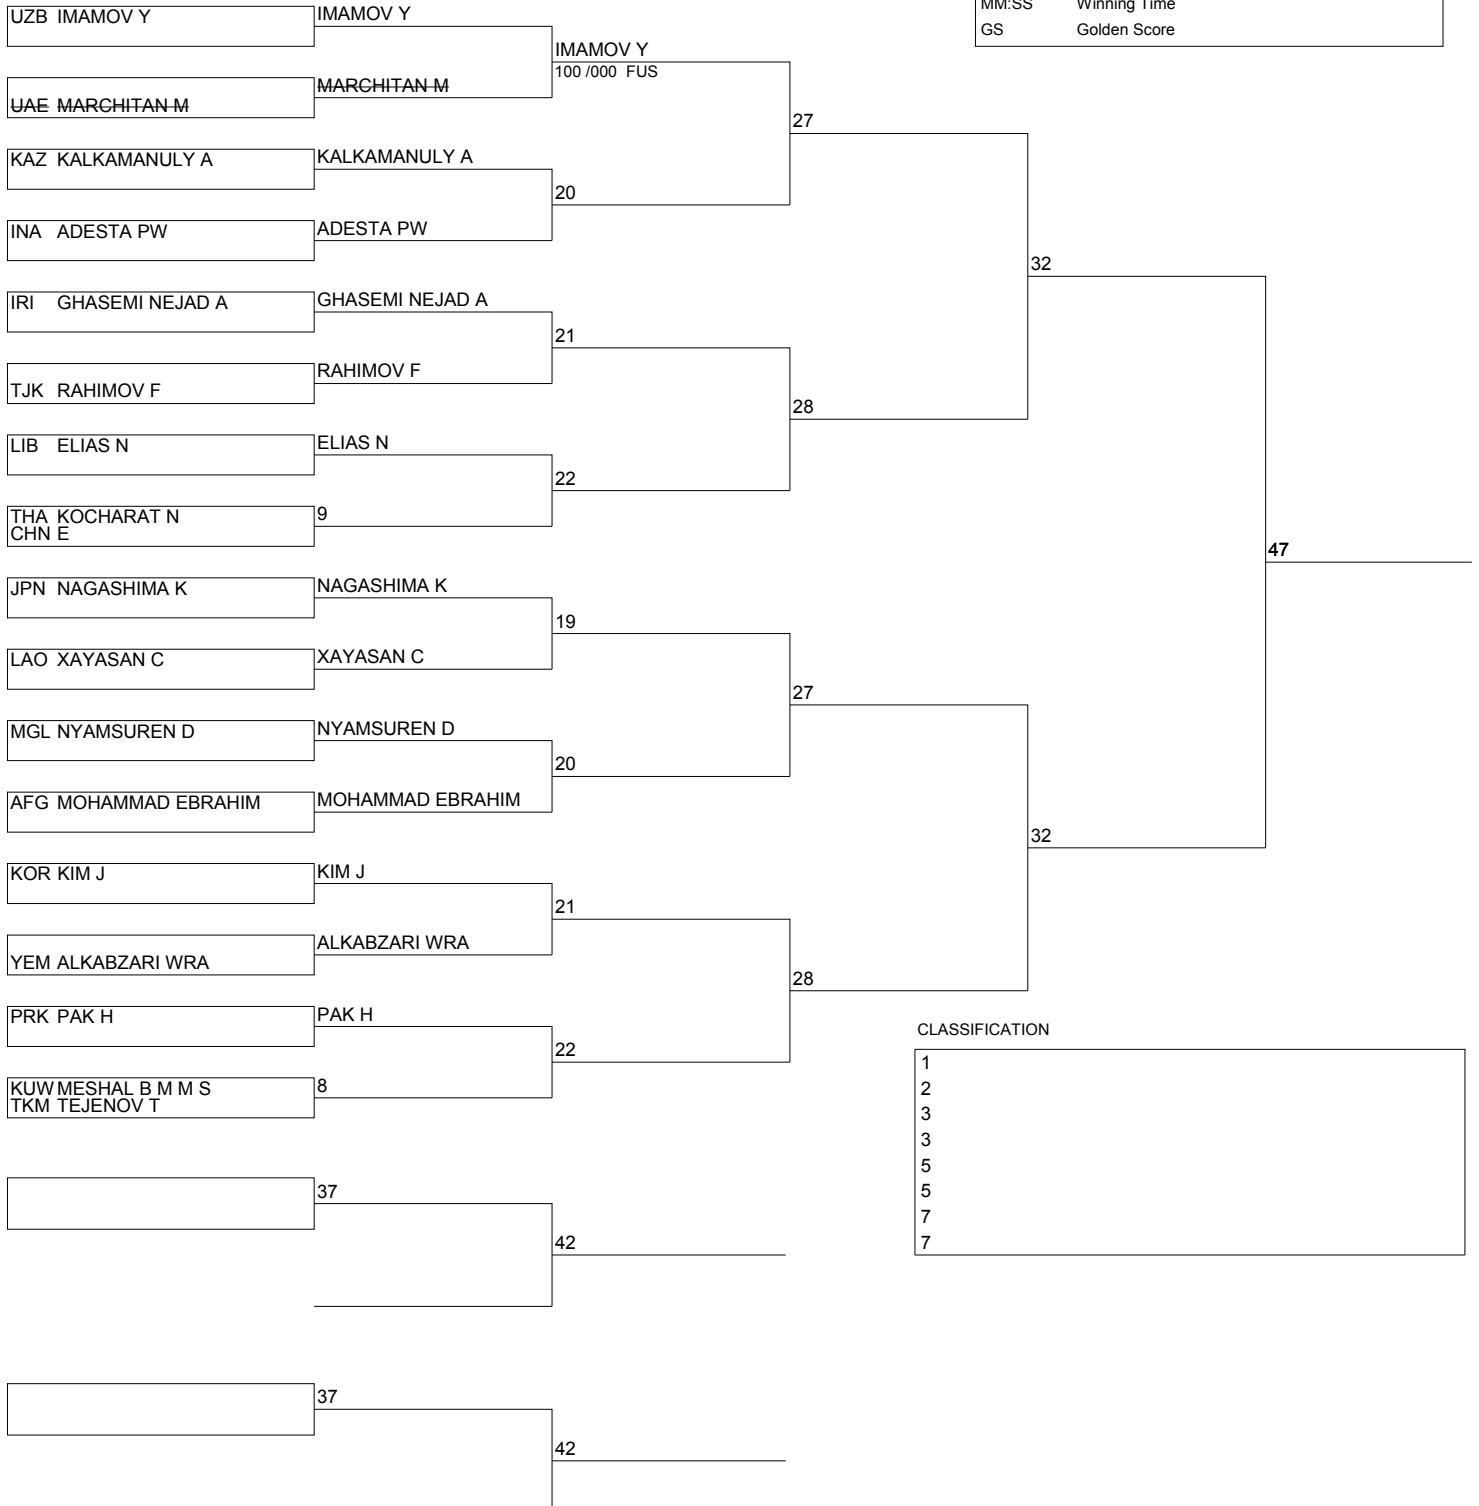 MM:SS Winning Time
GS Golden Score
UZB IMAMOV Y
IMAMOV Y
IMAMOV Y
100 /000 FUS
UAE MARCHITAN M
MARCHITAN M
27
KAZ KALKAMANULY A
KALKAMANULY A
20
INA ADESTA PW
ADESTA PW
32
IRI GHASEMI NEJAD A
GHASEMI NEJAD A
21
TJK RAHIMOV F
RAHIMOV F
28
LIB ELIAS N
ELIAS N
22
THA KOCHARAT N
CHN E
9
47
JPN NAGASHIMA K
NAGASHIMA K
19
LAO XAYASAN C
XAYASAN C
27
MGL NYAMSUREN D
NYAMSUREN D
20
AFG MOHAMMAD EBRAHIM
MOHAMMAD EBRAHIM
32
KOR KIM J
KIM J
21
YEM ALKABZARI WRA
ALKABZARI WRA
28
PRK PAK H
PAK H
22
KUW MESHAL B M M S
TKM TEJENOV T
8
CLASSIFICATION
1
2
3
3
5
5
7
7
37
42
37
42